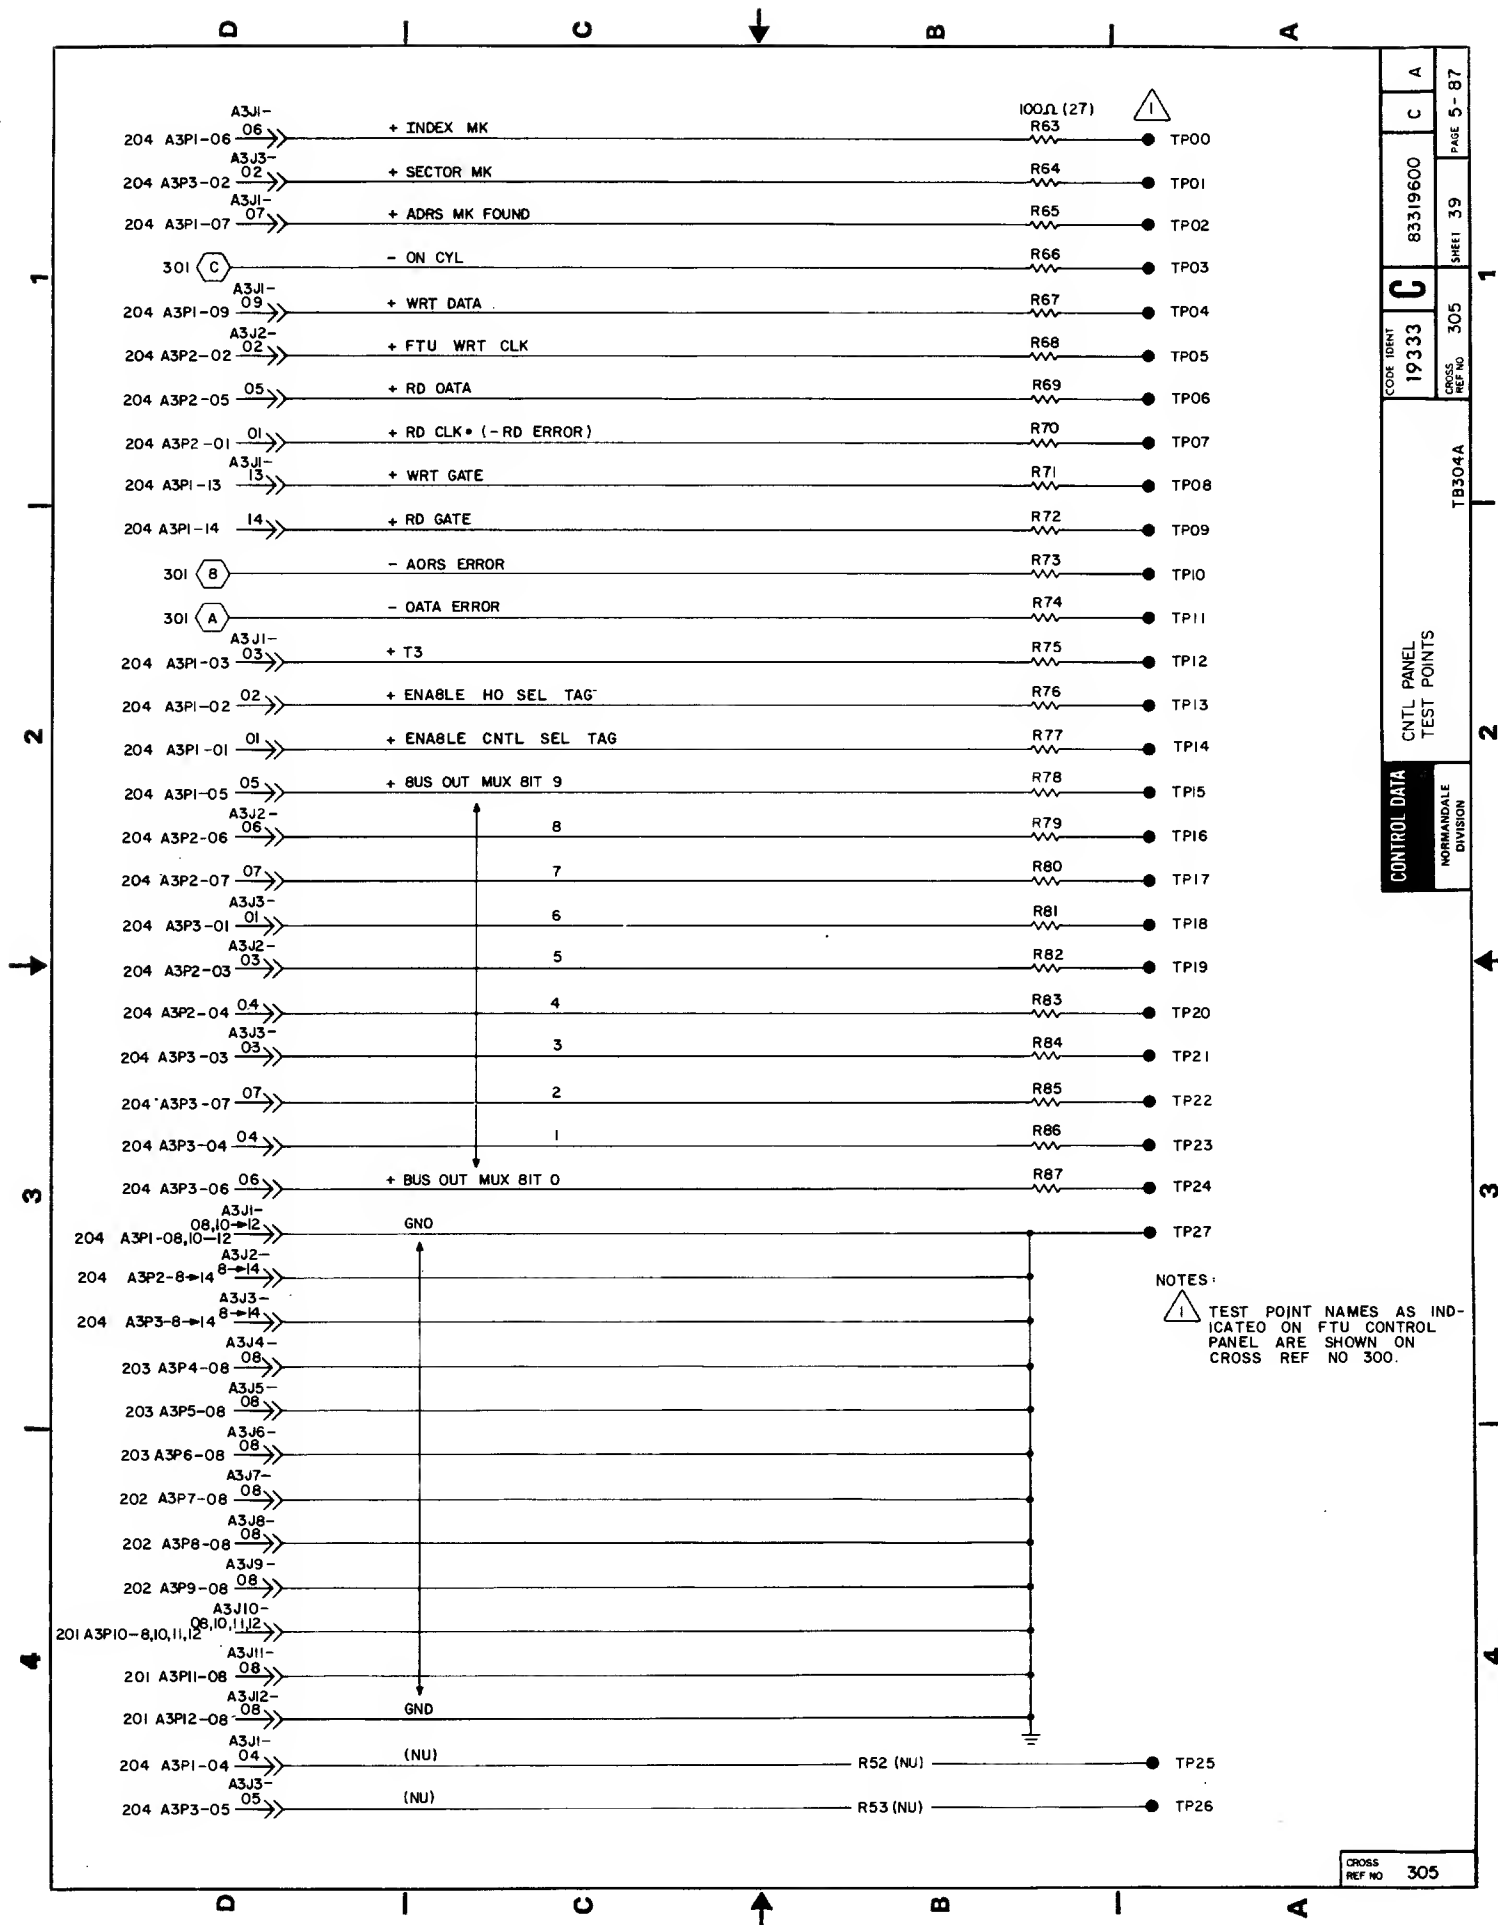 D C B A
A3J1-
204 A3P1-06 06 + INDEX MK 100Ω (27) R63 TP00 1
A3J3-
204 A3P3-02 02 + SECTOR MK R64 TP01
A3J1-
204 A3P1-07 07 + ADRS MK FOUND R65 TP02
301 C - ON CYL R66 TP03
A3J1-
204 A3P1-09 09 + WRT DATA R67 TP04
A3J2-
204 A3P2-02 02 + FTU WRT CLK R68 TP05
204 A3P2-05 05 + RD OATA R69 TP06
204 A3P2-01 01 + RD CLK• (-RD ERROR) R70 TP07
A3J1-
204 A3P1-13 13 + WRT GATE R71 TP08
204 A3P1-14 14 + RD GATE R72 TP09
301 B - AORS ERROR R73 TP10
301 A - OATA ERROR R74 TP11
A3J1-
204 A3P1-03 03 + T3 R75 TP12
204 A3P1-02 02 + ENABLE HO SEL TAG R76 TP13
204 A3P1-01 01 + ENABLE CNTL SEL TAG R77 TP14
204 A3P1-05 05 + BUS OUT MUX BIT 9 R78 TP15
A3J2-
204 A3P2-06 06 8 R79 TP16
204 A3P2-07 07 7 R80 TP17
A3J3-
204 A3P3-01 01 6 R81 TP18
A3J2-
204 A3P2-03 03 5 R82 TP19
204 A3P2-04 04 4 R83 TP20
A3J3-
204 A3P3-03 03 3 R84 TP21
204 A3P3-07 07 2 R85 TP22
204 A3P3-04 04 1 R86 TP23
204 A3P3-06 06 + BUS OUT MUX BIT 0 R87 TP24
A3J1-
204 A3P1-08,10-12 08,10→12 GNO TP27
A3J2-
204 A3P2-8→14 8→14
A3J3-
204 A3P3-8→14 8→14
A3J4-
203 A3P4-08 08
A3J5-
203 A3P5-08 08
A3J6-
203 A3P6-08 08
A3J7-
202 A3P7-08 08
A3J8-
202 A3P8-08 08
A3J9-
202 A3P9-08 08
A3J10-
201 A3P10-8,10,11,12 08,10,11,12
A3J11-
201 A3P11-08 08
A3J12-
201 A3P12-08 08 GND
A3J1-
204 A3P1-04 04 (NU) R52 (NU) TP25
A3J3-
204 A3P3-05 05 (NU) R53 (NU) TP26
NOTES:
1 TEST POINT NAMES AS IND-
ICATEO ON FTU CONTROL
PANEL ARE SHOWN ON
CROSS REF NO 300.
CONTROL DATA
NORMANDALE
DIVISION
CNTL PANEL
TEST POINTS
TB304A
CODE IDENT
19333
C
83319600
C
A
CROSS
REF NO 305
SHEET 39
PAGE 5-87
CROSS
REF NO 305
1 1
2 2
3 3
4 4
D C B A